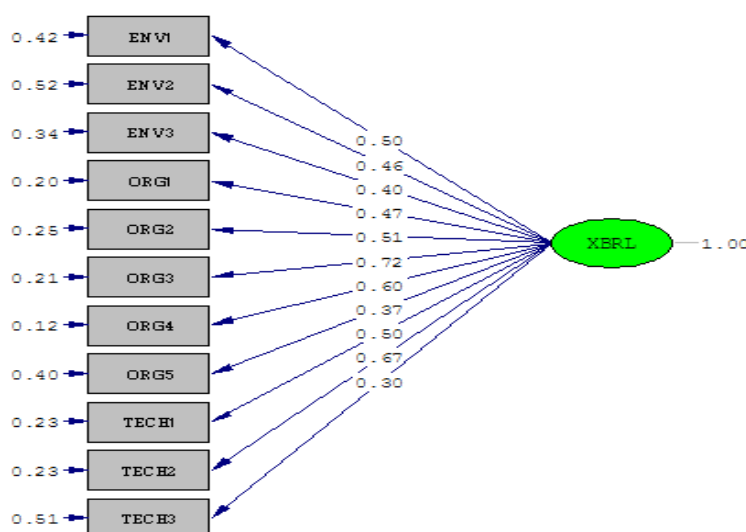 0.42 ENV1
0.52 ENV2
0.34 ENV3
0.20 ORG1
0.25 ORG2
0.21 ORG3
0.12 ORG4
0.40 ORG5
0.23 TECH1
0.23 TECH2
0.51 TECH3
0.50
0.46
0.40
0.47
0.51
0.72
0.60
0.37
0.50
0.67
0.30
XBRL 1.00